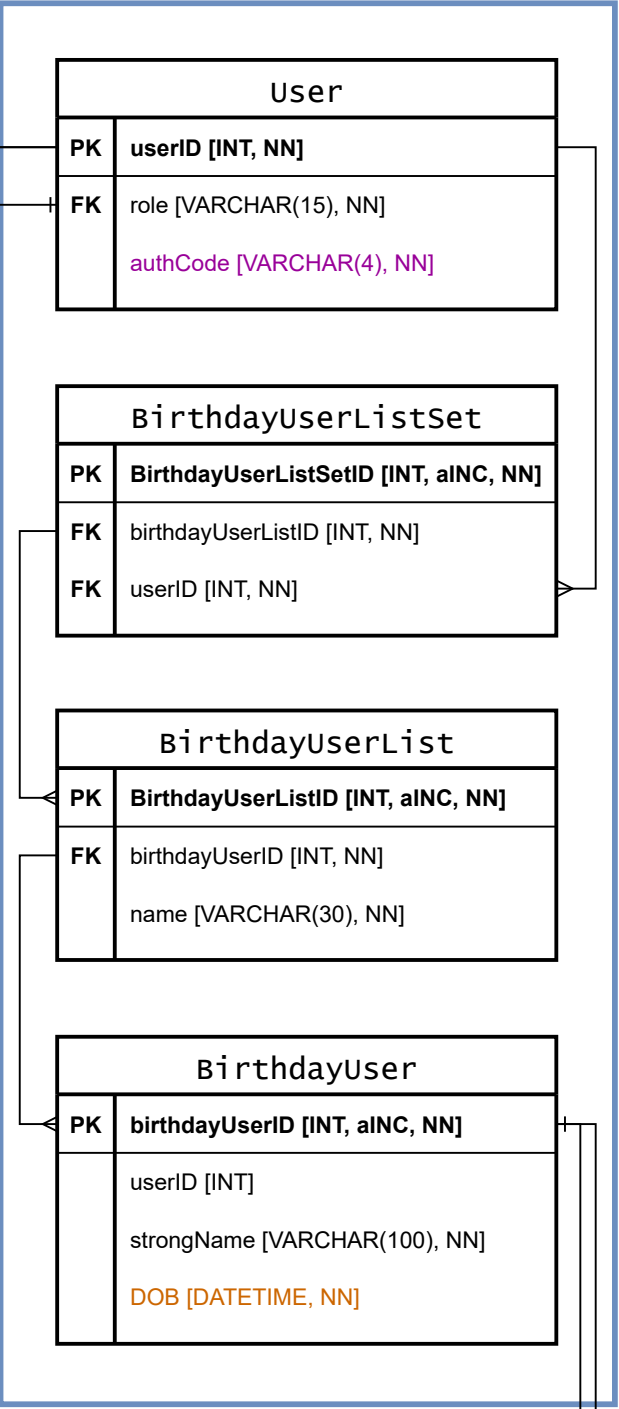 User
PK userID [INT, NN]
FK role [VARCHAR(15), NN]
authCode [VARCHAR(4), NN]
BirthdayUserListSet
PK BirthdayUserListSetID [INT, aINC, NN]
FK birthdayUserListID [INT, NN]
FK userID [INT, NN]
BirthdayUserList
PK BirthdayUserListID [INT, aINC, NN]
FK birthdayUserID [INT, NN]
name [VARCHAR(30), NN]
BirthdayUser
PK birthdayUserID [INT, aINC, NN]
userID [INT]
strongName [VARCHAR(100), NN]
DOB [DATETIME, NN]